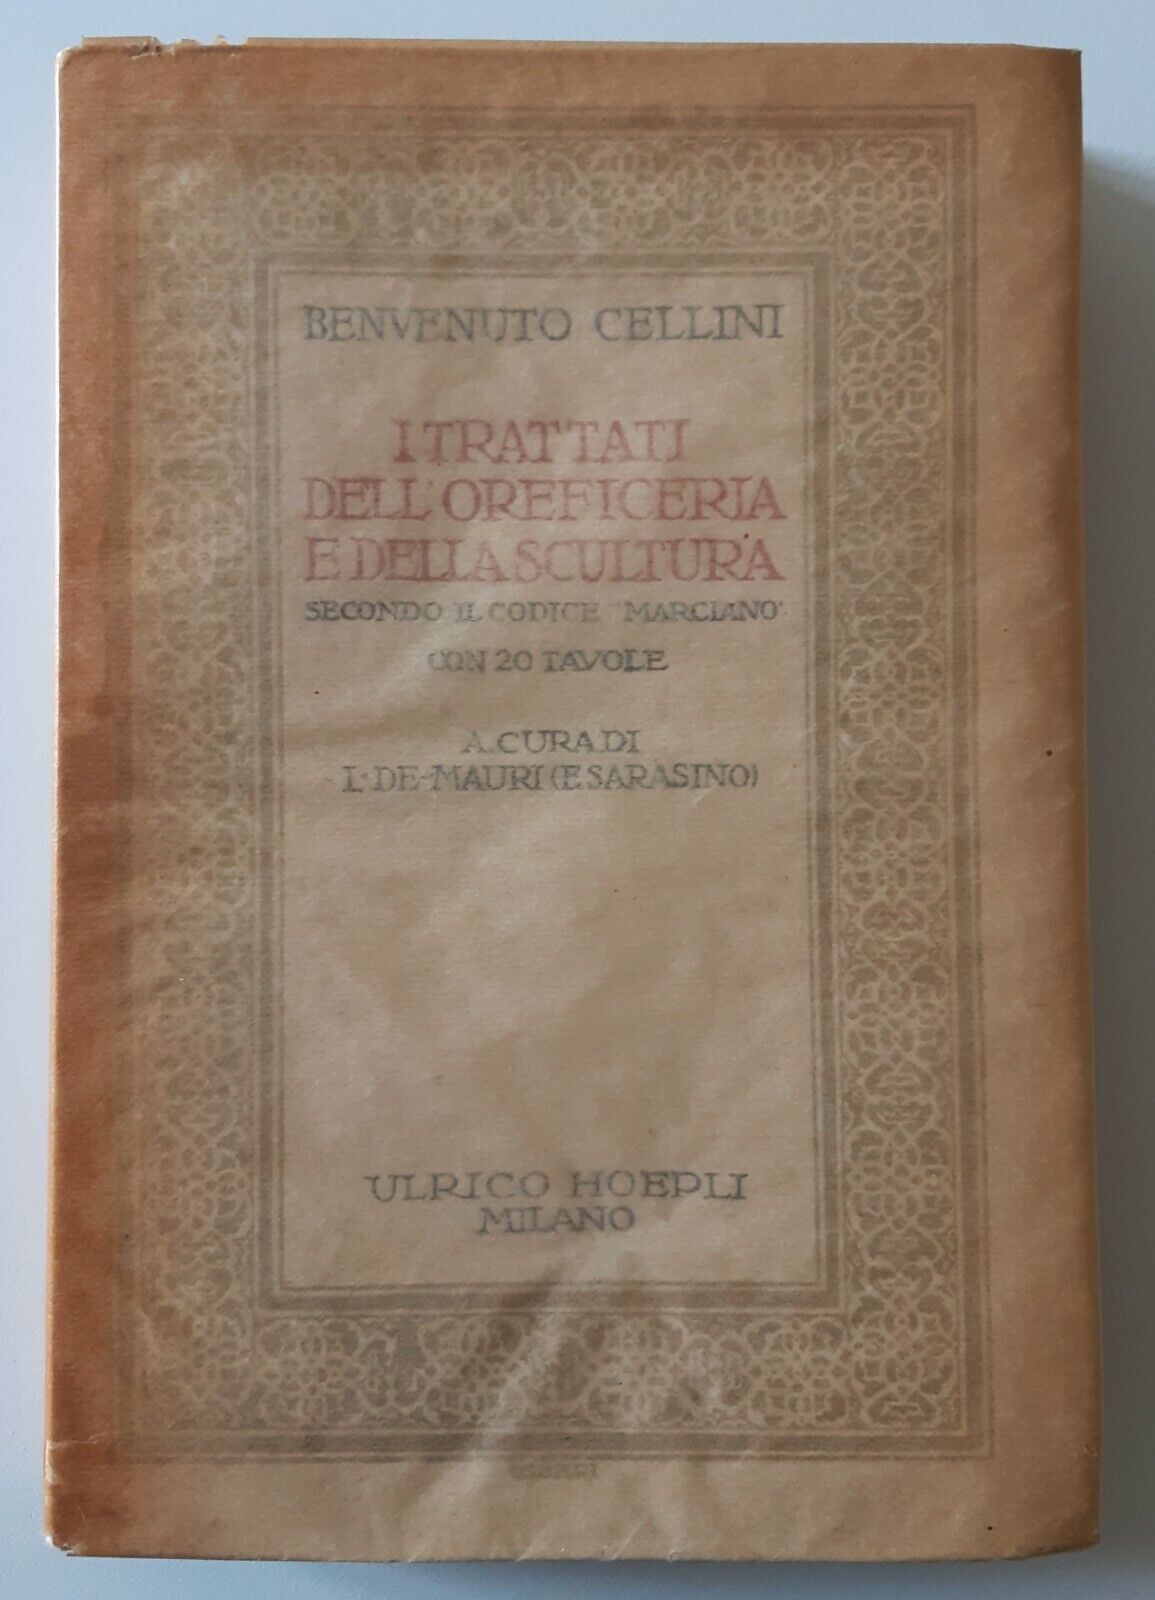 BENVENUTO CELLINI
I TRATTATI
DELL'OREFICERIA
E DELLA SCULTURA
SECONDO IL CODICE "MARCIANO"
CON 20 TAVOLE
A CURA DI
L. DE-MAURI (E. SARASINO)
ULRICO HOEPLI
MILANO